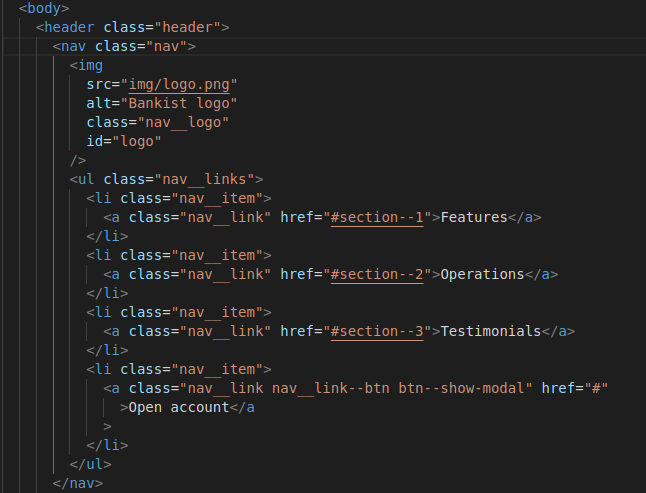 <body>
<header class="header">
<nav class="nav">
<img
src="img/logo.png"
alt="Bankist logo"
class="nav__logo"
id="logo"
/>
<ul class="nav__links">
<li class="nav__item">
<a class="nav__link" href="#section--1">Features</a>
</li>
<li class="nav__item">
<a class="nav__link" href="#section--2">Operations</a>
</li>
<li class="nav__item">
<a class="nav__link" href="#section--3">Testimonials</a>
</li>
<li class="nav__item">
<a class="nav__link nav__link--btn btn--show-modal" href="#"
>Open account</a
>
</li>
</ul>
</nav>